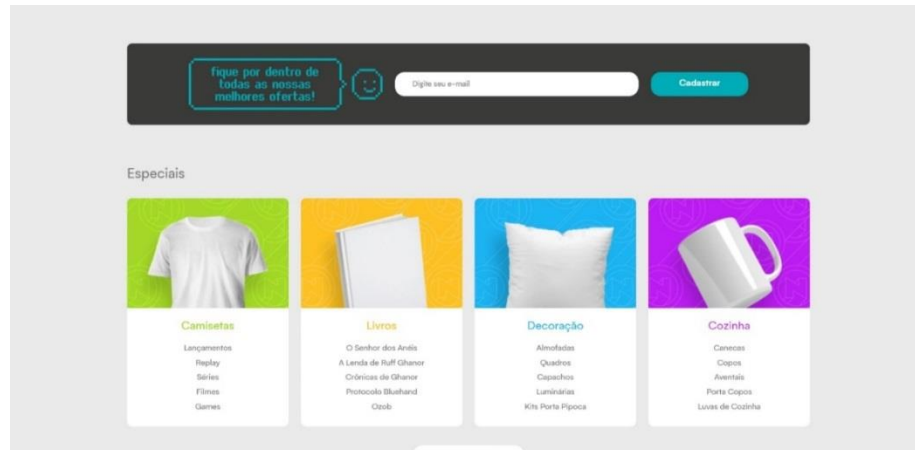 fique por dentro de
todas as nossas
melhores ofertas!
Digite seu e-mail
Cadastrar
Especiais
Camisetas
Lançamentos
Replay
Séries
Filmes
Games
Livros
O Senhor dos Anéis
A Lenda de Ruff Ghanor
Crônicas de Ghanor
Protocolo Bluehand
Ozob
Decoração
Almofadas
Quadros
Capachos
Luminárias
Kits Porta Pipoca
Cozinha
Canecas
Copos
Aventais
Porta Copos
Luvas de Cozinha